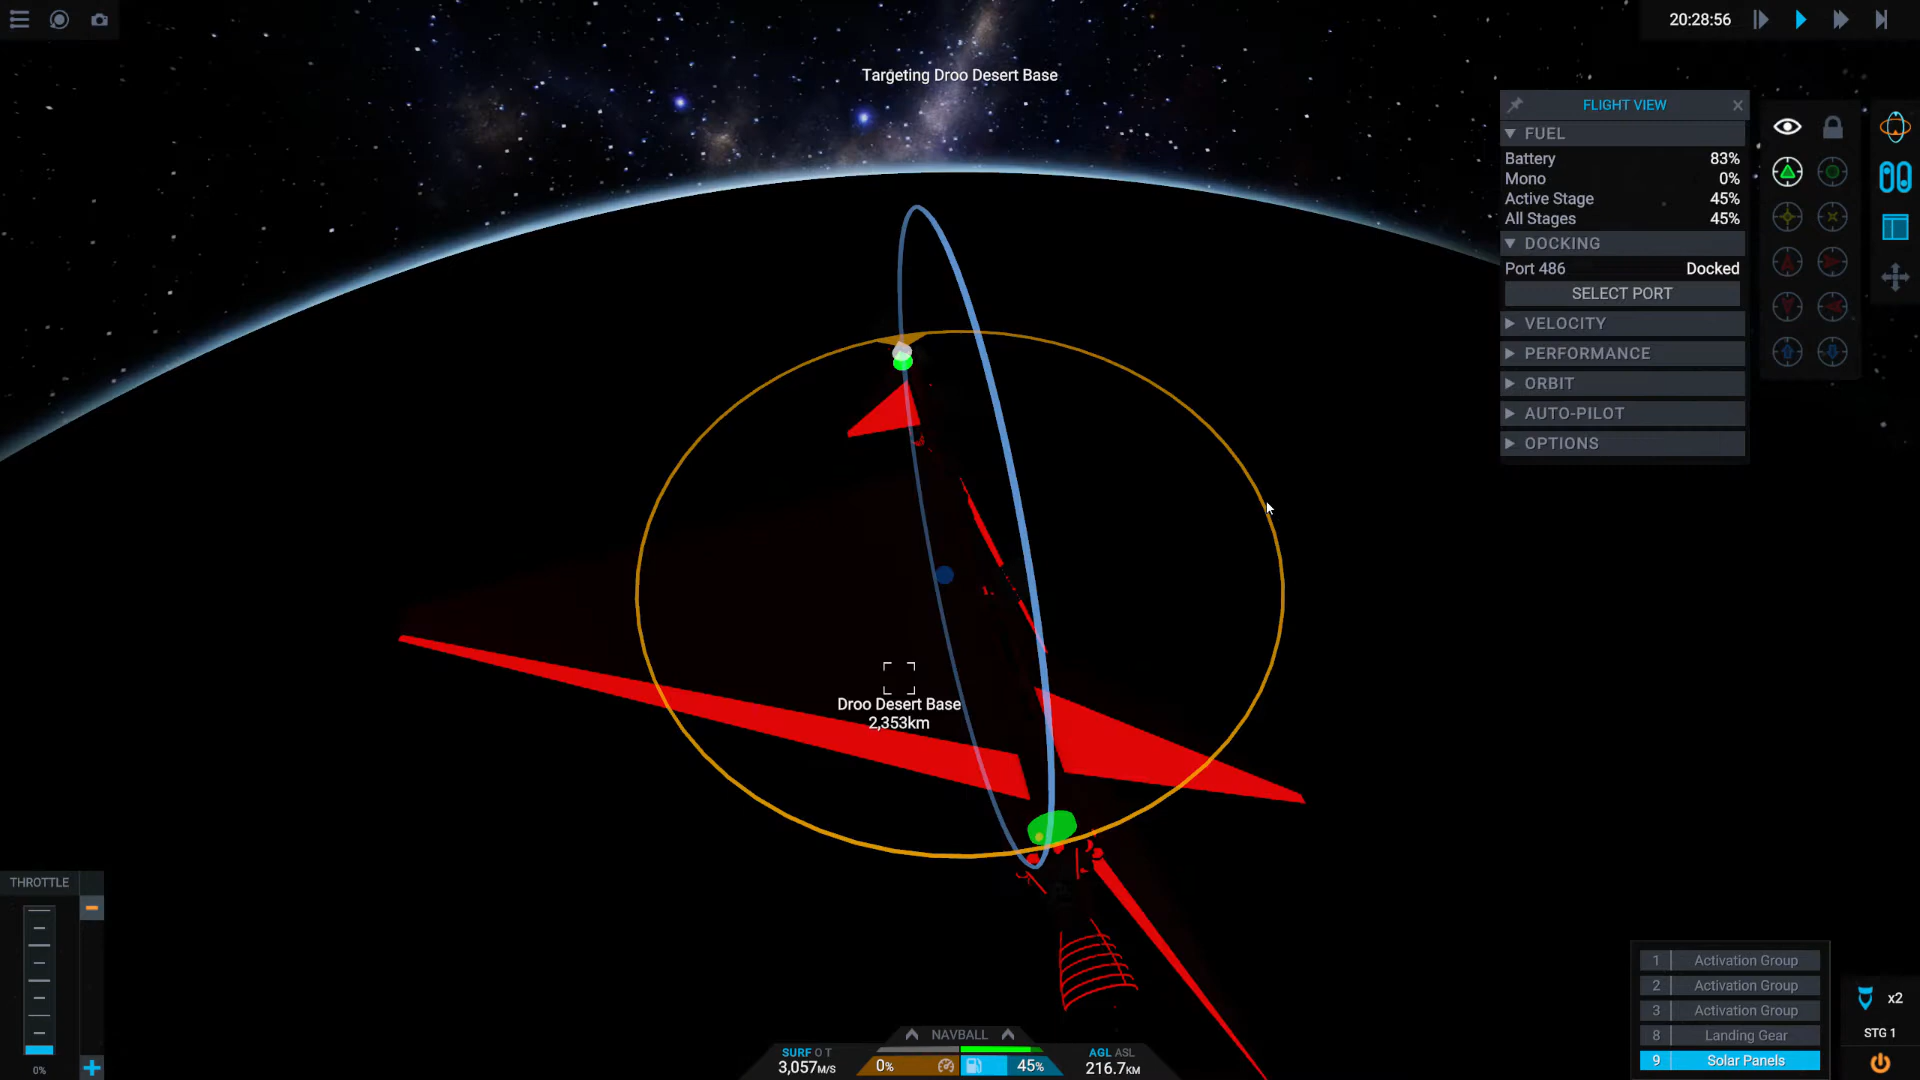 20:28:56
Targeting Droo Desert Base
FLIGHT VIEW
FUEL
Battery 83%
Mono 0%
Active Stage 45%
All Stages 45%
DOCKING
Port 486 Docked
SELECT PORT
VELOCITY
PERFORMANCE
ORBIT
AUTO-PILOT
OPTIONS
Droo Desert Base
2,353km
THROTTLE
0%
NAVBALL
SURF O T
3,057M/S
0%
45%
AGL ASL
216.7KM
1 Activation Group
2 Activation Group
3 Activation Group
8 Landing Gear
9 Solar Panels
x2
STG 1